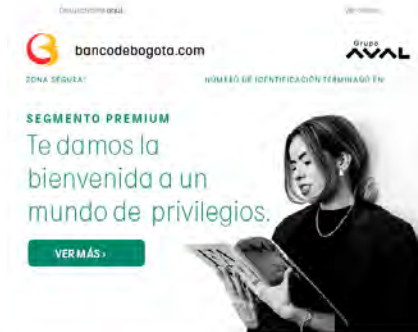 bancodebogota.com
Grupo
AVAL
ZONA SEGURA:
NÚMERO DE IDENTIFICACIÓN TERMINADO EN:
SEGMENTO PREMIUM
Te damos la
bienvenida a un
mundo de privilegios.
VER MÁS ›